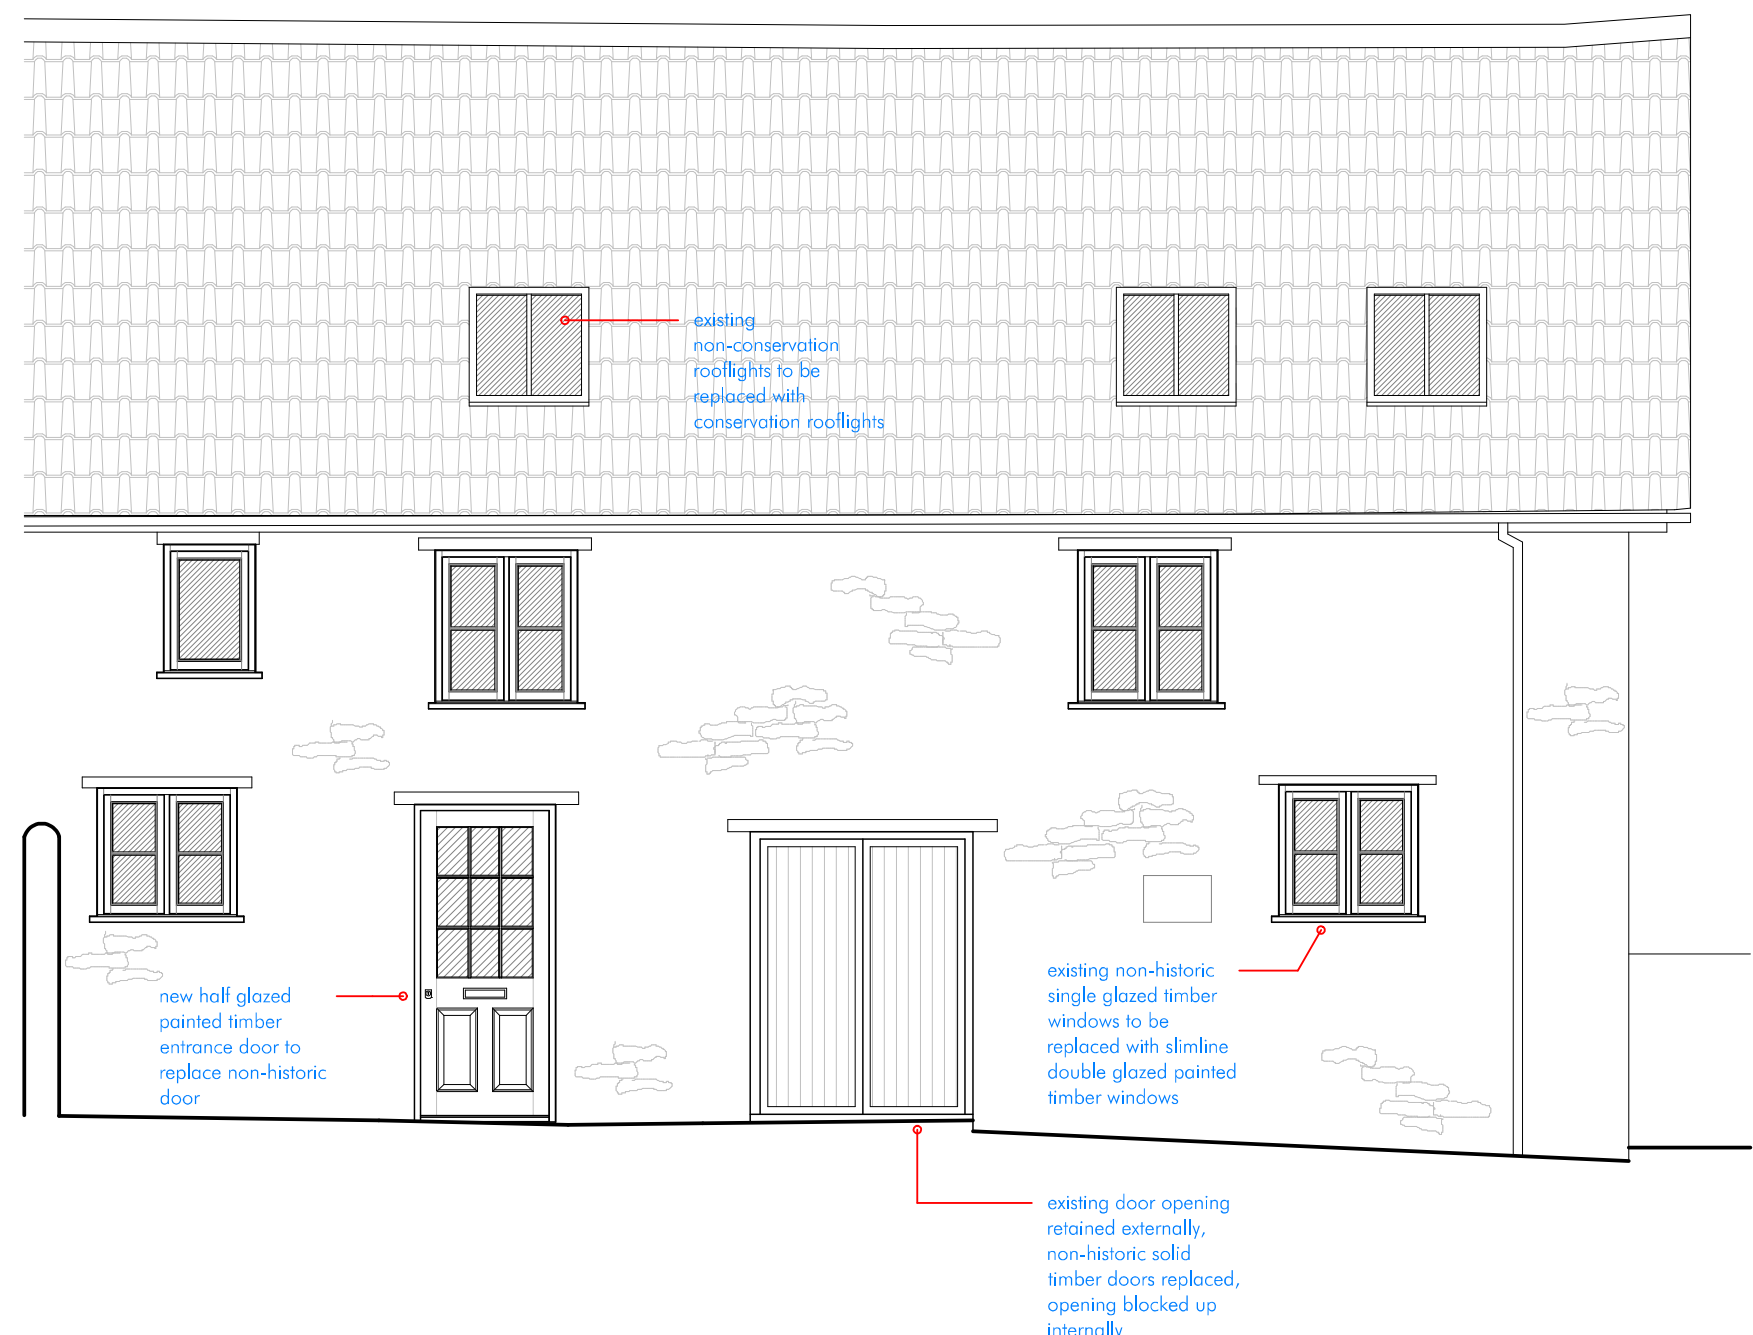 existing
non-conservation
rooflights to be
replaced with
conservation rooflights
new half glazed
painted timber
entrance door to
replace non-historic
door
existing non-historic
single glazed timber
windows to be
replaced with slimline
double glazed painted
timber windows
existing door opening
retained externally,
non-historic solid
timber doors replaced,
opening blocked up
internally